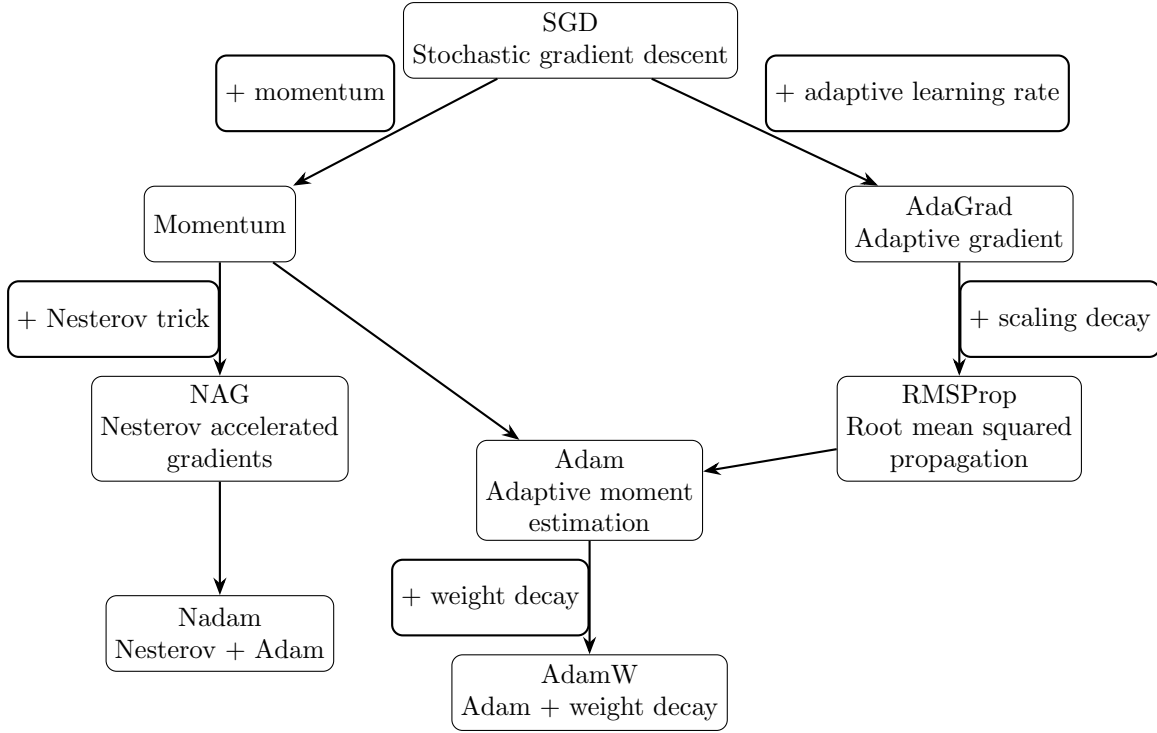 SGD
Stochastic gradient descent
+ momentum
+ adaptive learning rate
Momentum
AdaGrad
Adaptive gradient
+ Nesterov trick
+ scaling decay
NAG
Nesterov accelerated
gradients
RMSProp
Root mean squared
propagation
Adam
Adaptive moment
estimation
+ weight decay
Nadam
Nesterov + Adam
AdamW
Adam + weight decay